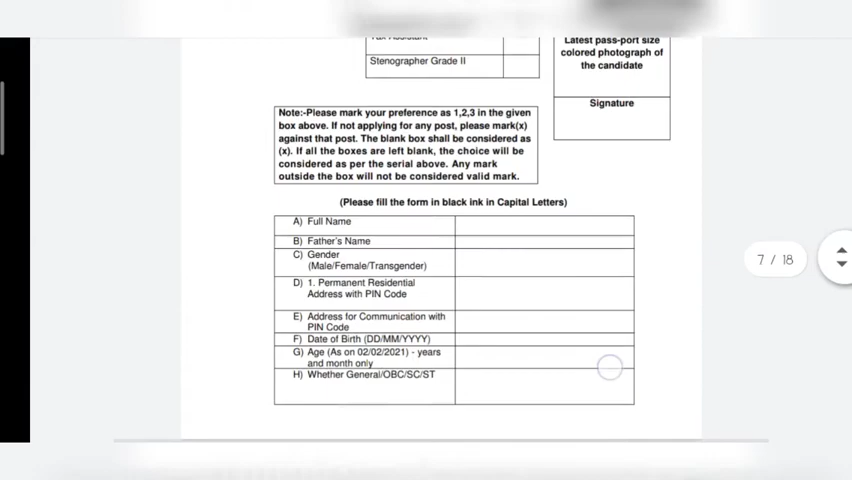 Stenographer Grade II
Latest pass-port size
colored photograph of
the candidate
Signature
Note:-Please mark your preference as 1,2,3 in the given
box above. If not applying for any post, please mark(x)
against that post. The blank box shall be considered as
(x). If all the boxes are left blank, the choice will be
considered as per the serial above. Any mark
outside the box will not be considered valid mark.
(Please fill the form in black ink in Capital Letters)
A) Full Name
B) Father's Name
C) Gender
(Male/Female/Transgender)
D) 1. Permanent Residential
Address with PIN Code
E) Address for Communication with
PIN Code
F) Date of Birth (DD/MM/YYYY)
G) Age (As on 02/02/2021) - years
and month only
H) Whether General/OBC/SC/ST
7 / 18